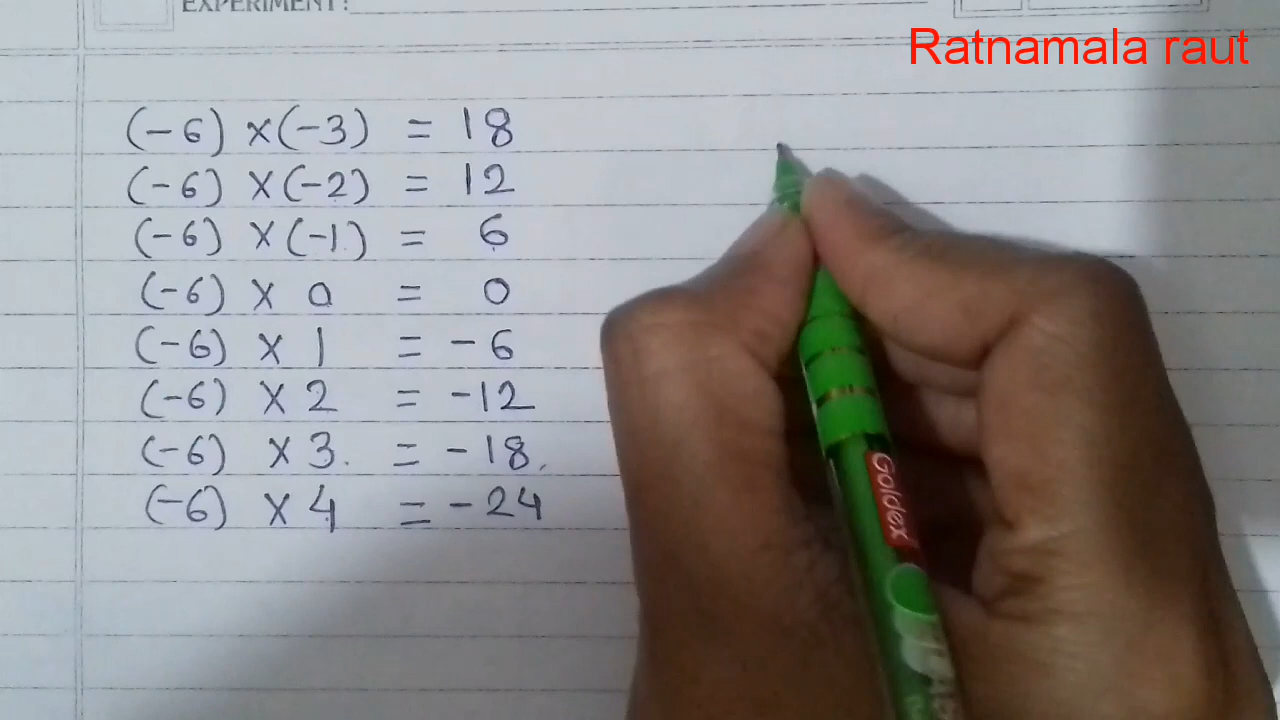 EXPERIMENT:
Ratnamala raut
(-6) ×(-3) = 18
(-6) ×(-2) = 12
(-6) ×(-1) = 6
(-6) × 0 = 0
(-6) × 1 = -6
(-6) × 2 = -12
(-6) × 3. = -18.
(-6) × 4 = -24
Goldex